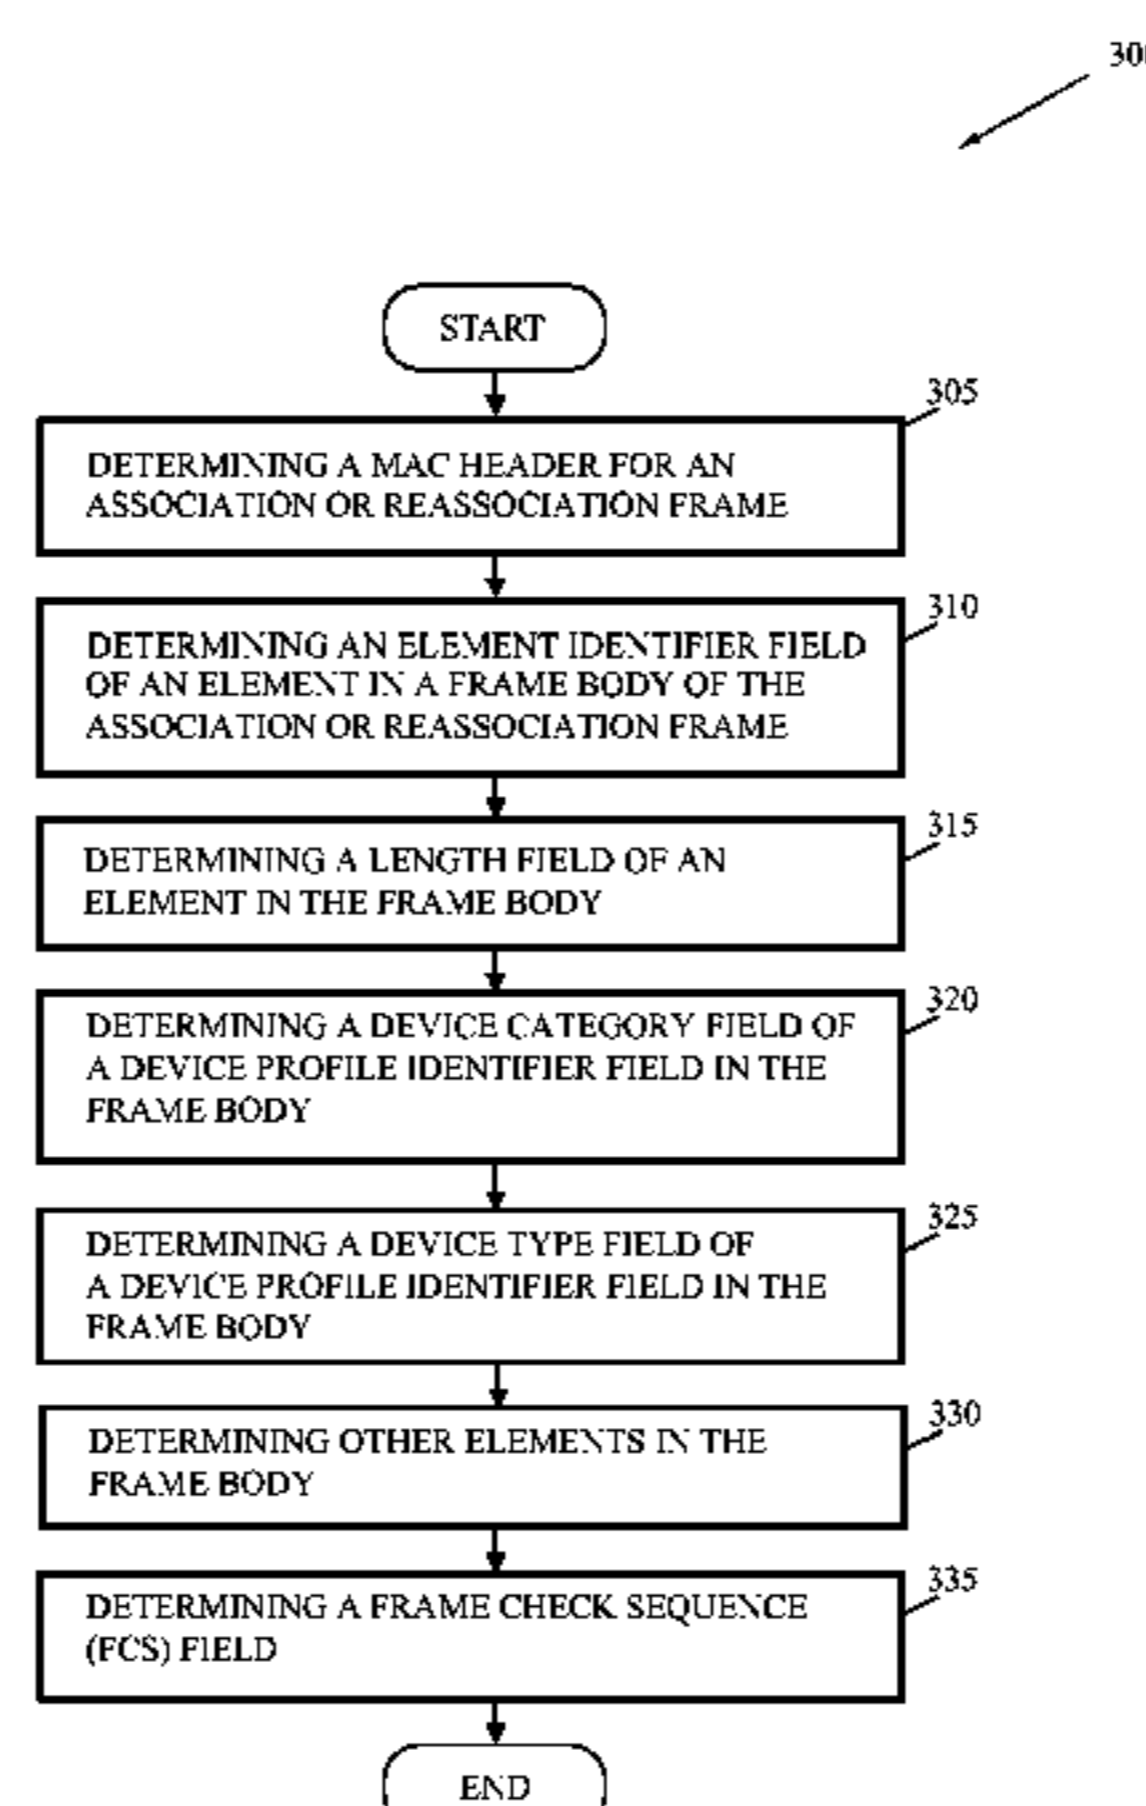 START
305
DETERMINING A MAC HEADER FOR AN
ASSOCIATION OR REASSOCIATION FRAME
310
DETERMINING AN ELEMENT IDENTIFIER FIELD
OF AN ELEMENT IN A FRAME BODY OF THE
ASSOCIATION OR REASSOCIATION FRAME
315
DETERMINING A LENGTH FIELD OF AN
ELEMENT IN THE FRAME BODY
320
DETERMINING A DEVICE CATEGORY FIELD OF
A DEVICE PROFILE IDENTIFIER FIELD IN THE
FRAME BODY
325
DETERMINING A DEVICE TYPE FIELD OF
A DEVICE PROFILE IDENTIFIER FIELD IN THE
FRAME BODY
330
DETERMINING OTHER ELEMENTS IN THE
FRAME BODY
335
DETERMINING A FRAME CHECK SEQUENCE
(FCS) FIELD
END